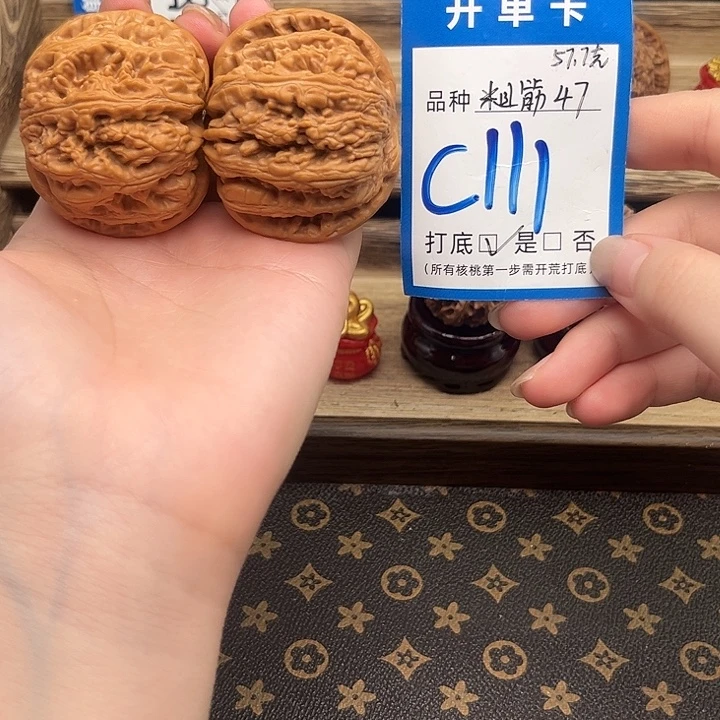 开单卡
57.7克
品种 粗筋47
C111
打底 是 否
(所有核桃第一步需开荒打底